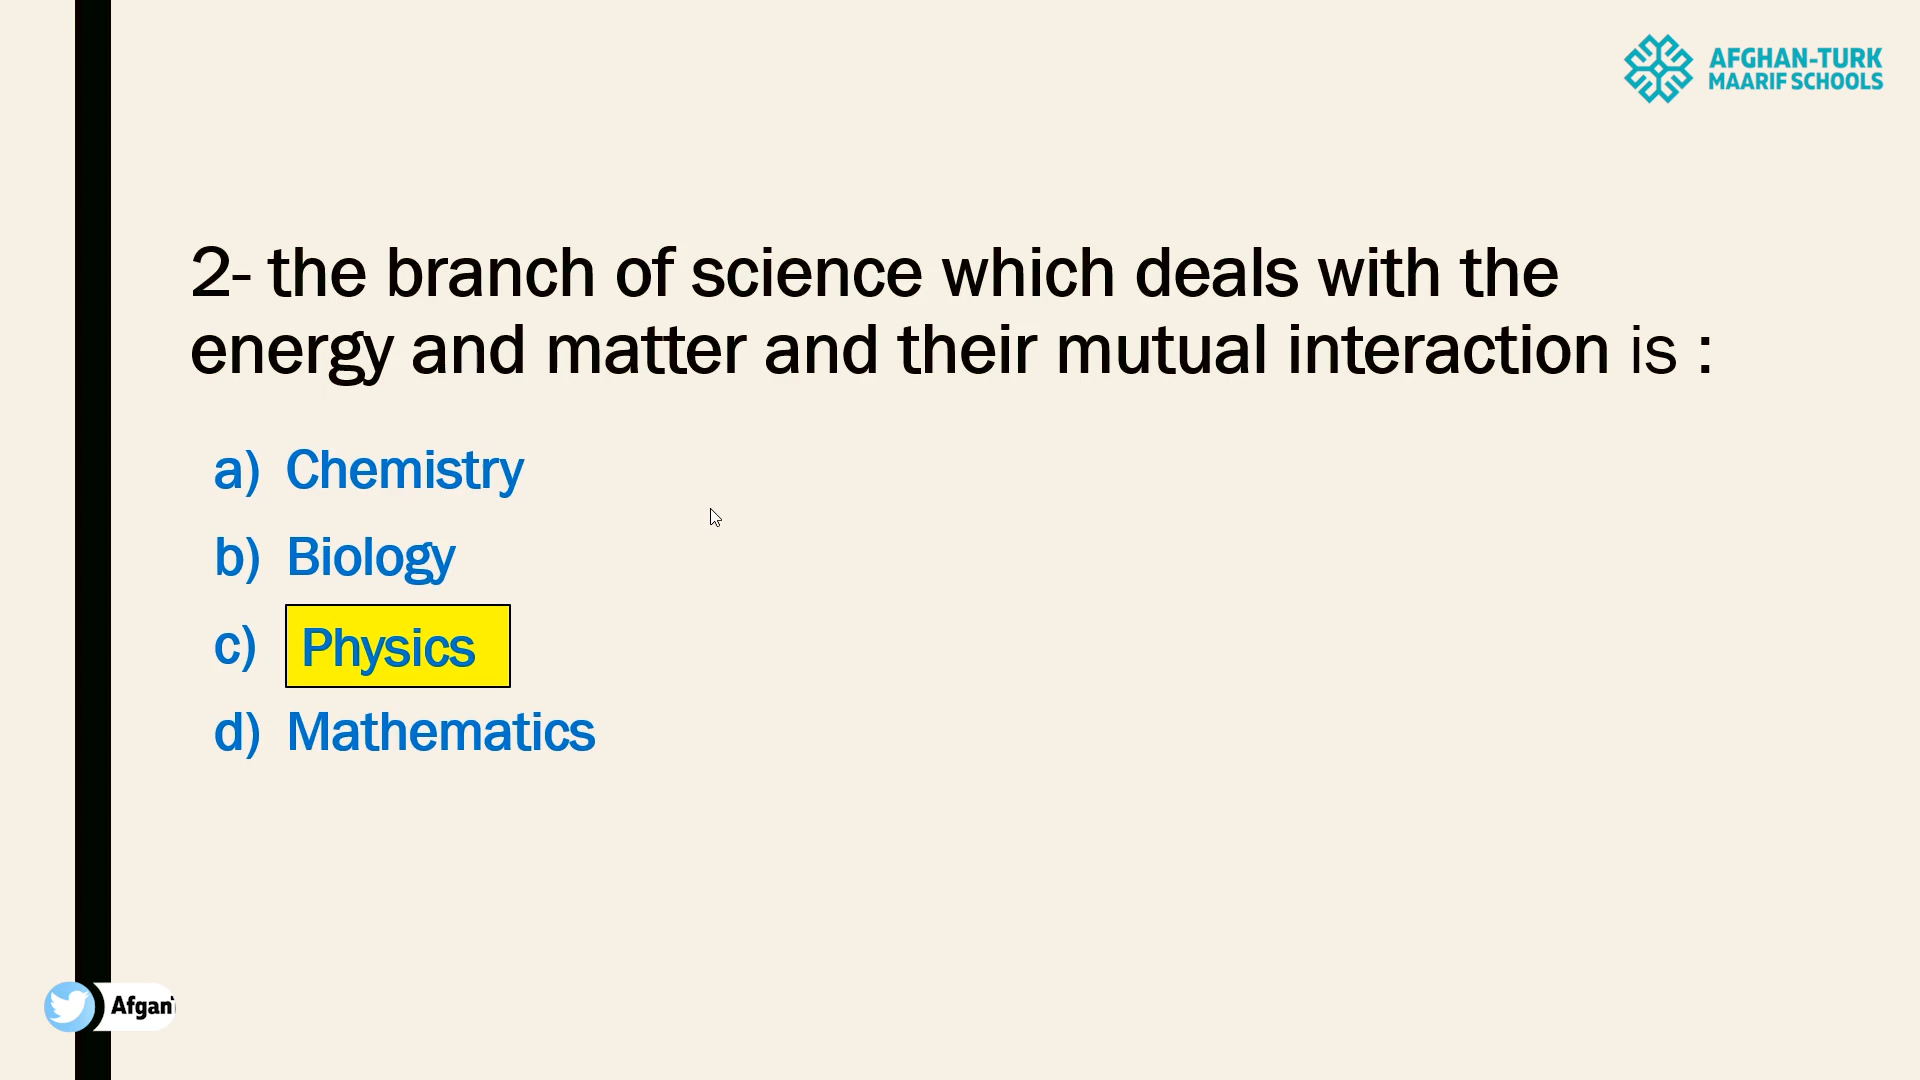 AFGHAN-TURK
MAARIF SCHOOLS
2- the branch of science which deals with the
energy and matter and their mutual interaction is :
a) Chemistry
b) Biology
c) Physics
d) Mathematics
Afgan